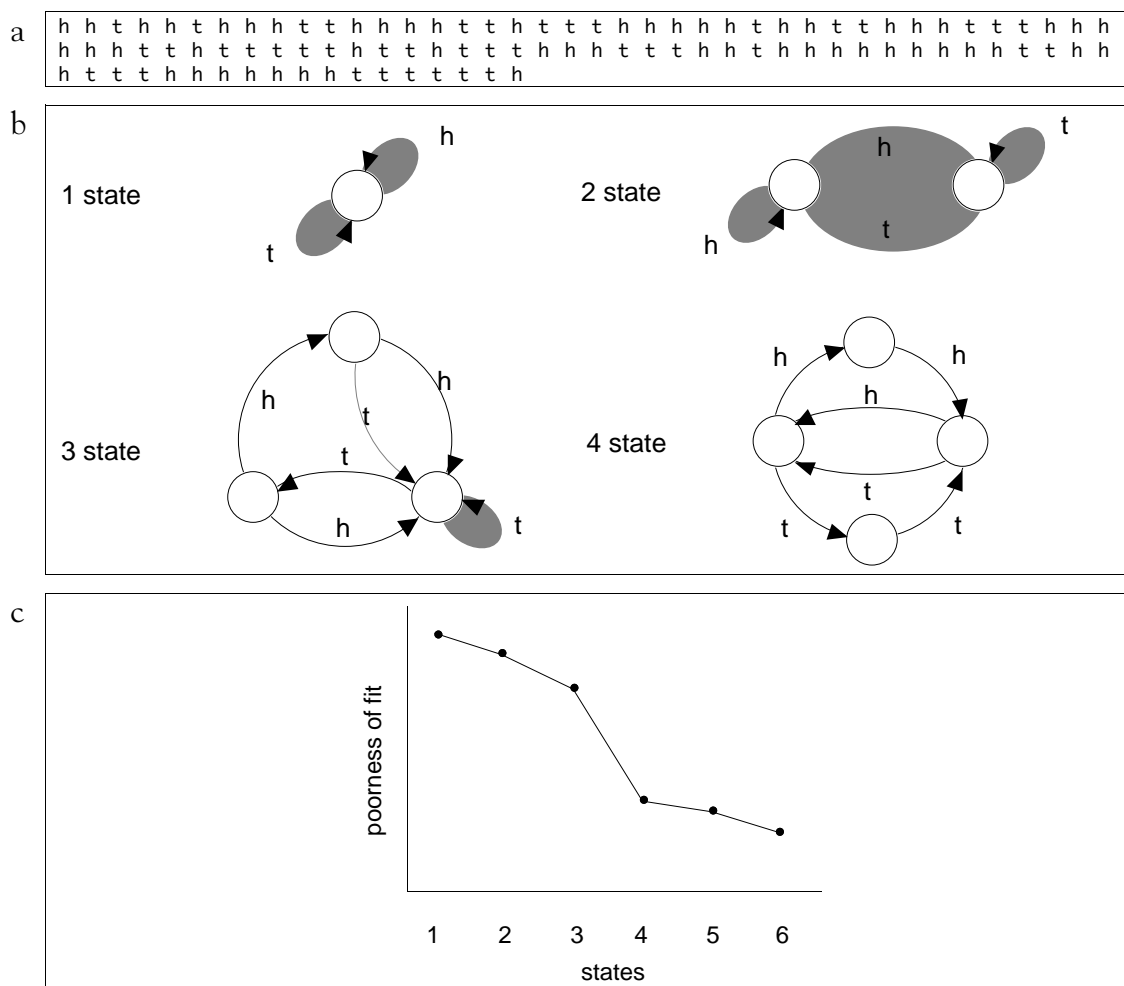 a
h h t h h t h h h t t h h h h t t h t t t h h h h h t h h t t h h h t t t h h h
h h h t t h t t t t t h t t h t t t h h h t t t h h t t h h h h h h h h t t h h
h t t t h h h h h h h t t t t t t h
b
1 state
h
t
2 state
h
t
h
t
3 state
h
h
t
t
h
t
4 state
h
h
h
t
t
t
c
poorness of fit
1 2 3 4 5 6
states